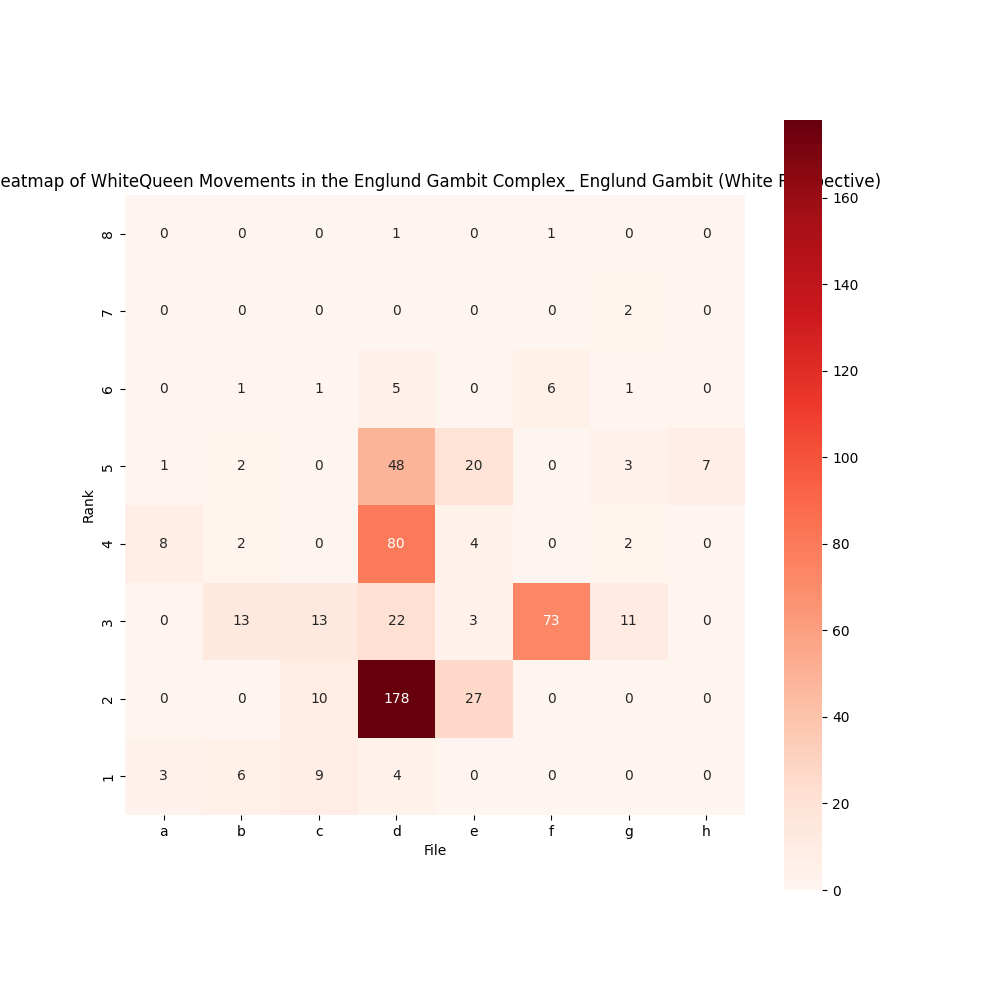 eatmap of WhiteQueen Movements in the Englund Gambit Complex_ Englund Gambit (White P pective)
8 0 0 0 1 0 1 0 0
7 0 0 0 0 0 0 2 0
6 0 1 1 5 0 6 1 0
5 1 2 0 48 20 0 3 7
4 8 2 0 80 4 0 2 0
3 0 13 13 22 3 73 11 0
2 0 0 10 178 27 0 0 0
1 3 6 9 4 0 0 0 0
a b c d e f g h
File
Rank
160
140
120
100
80
60
40
20
0